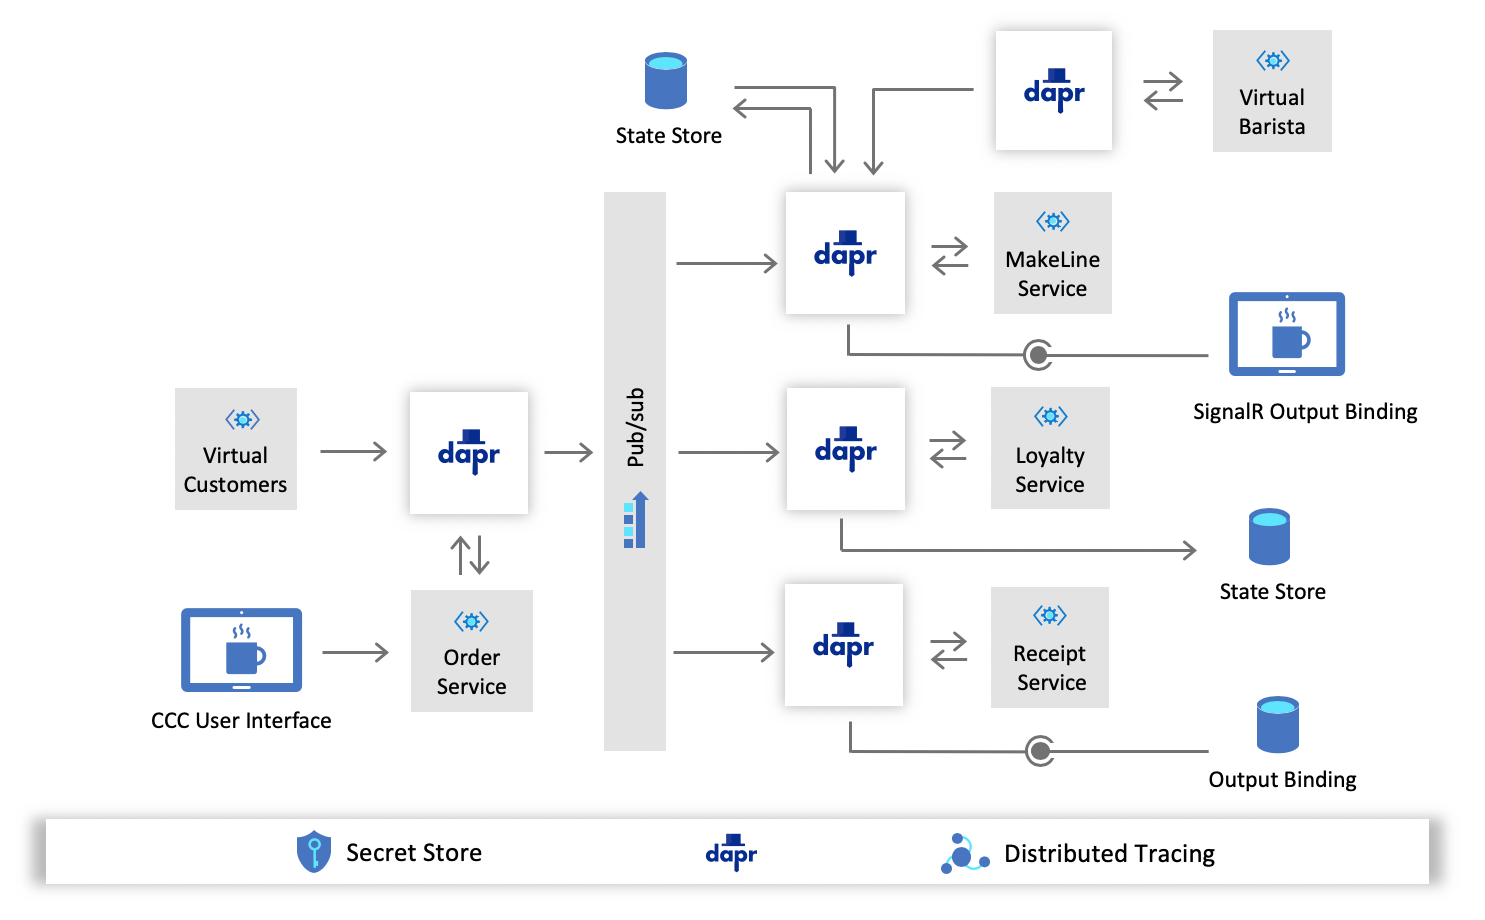 State Store
dapr
Virtual
Barista
dapr
MakeLine
Service
SignalR Output Binding
Pub/sub
Virtual
Customers
dapr
dapr
Loyalty
Service
State Store
CCC User Interface
Order
Service
dapr
Receipt
Service
Output Binding
Secret Store
dapr
Distributed Tracing